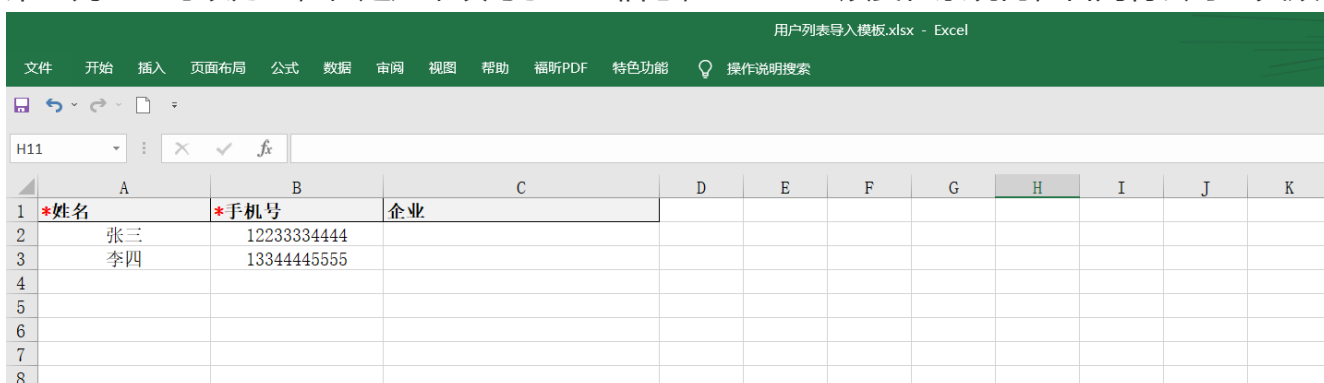 用户列表导入模板.xlsx - Excel
文件 开始 插入 页面布局 公式 数据 审阅 视图 帮助 福昕PDF 特色功能 操作说明搜索
H11 fx
A B C D E F G H I J K
1 *姓名 *手机号 企业
2 张三 12233334444
3 李四 13344445555
4
5
6
7
8